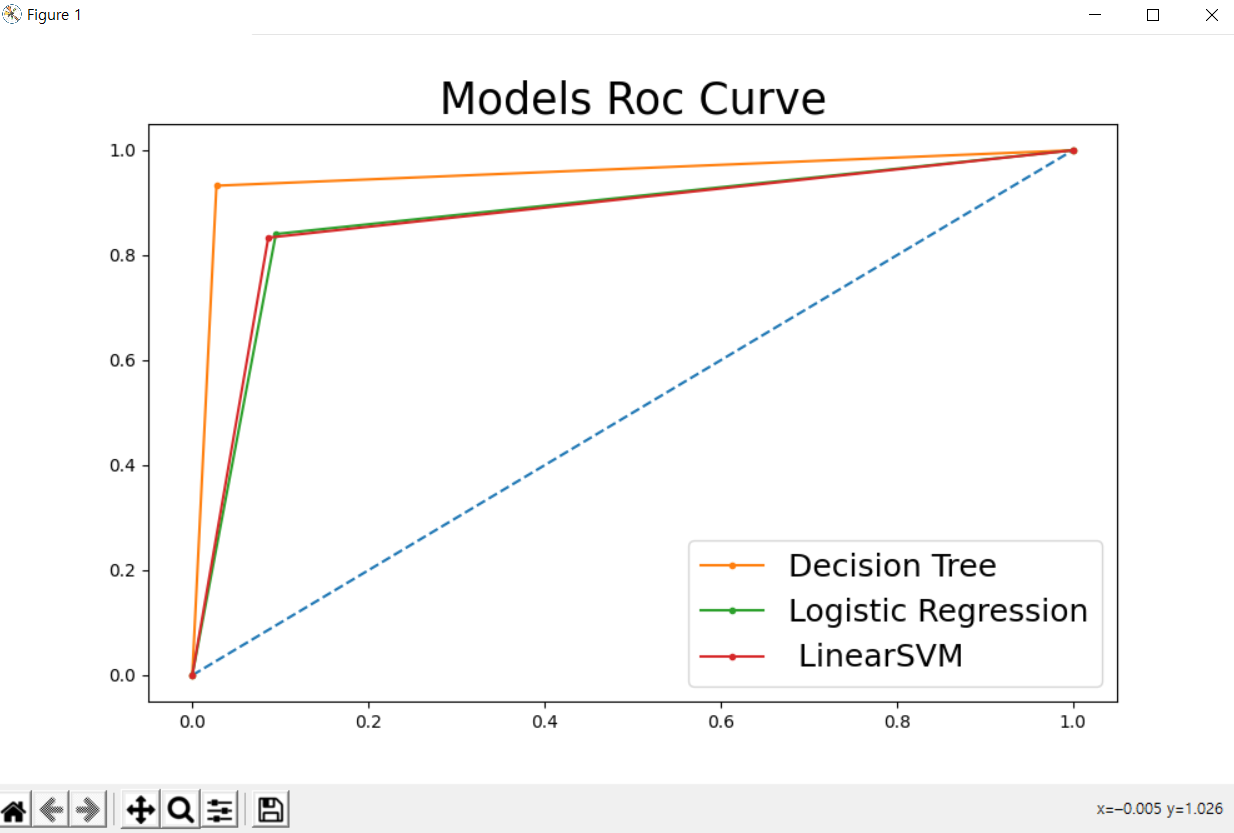 Figure 1
Models Roc Curve
1.0
0.8
0.6
0.4
0.2
0.0
Decision Tree
Logistic Regression
LinearSVM
0.0 0.2 0.4 0.6 0.8 1.0
x=−0.005 y=1.026